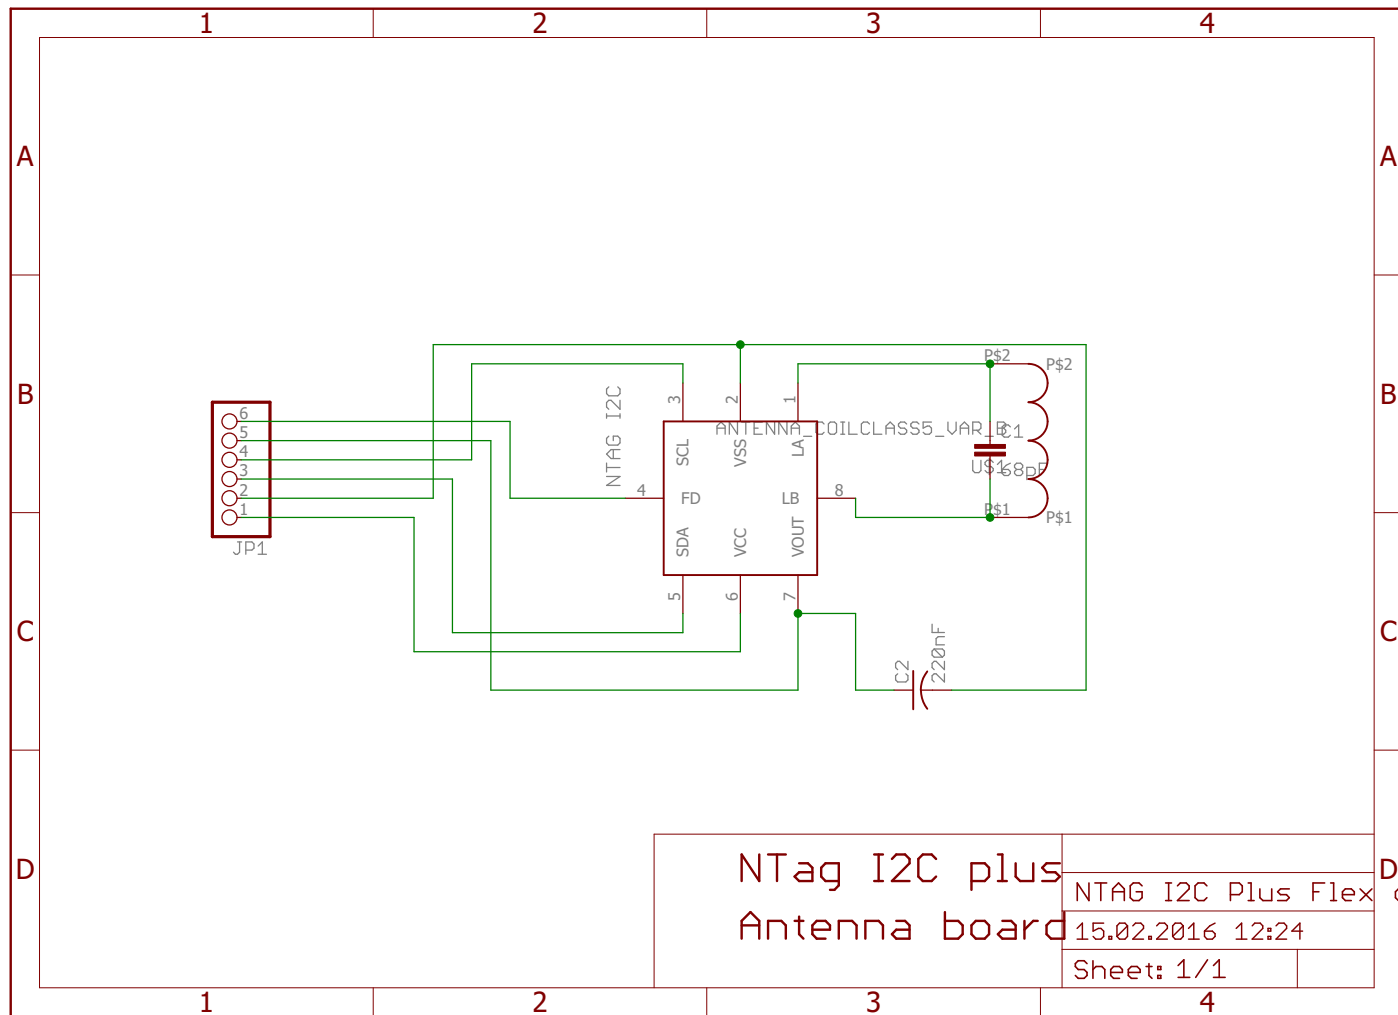 1 2 3 4
A A
B B
C C
D D
P$2
P$2
NTAG I2C
3
2
1
6
5
4
3
2
1
JP1
ANTENNA_COILCLASS5_VAR_B
C1
US1
68pF
SCL
VSS
LA
4
FD
LB
8
P$1
P$1
SDA
VCC
VOUT
5
6
7
C2
220nF
NTag I2C plus
Antenna board
NTAG I2C Plus Flex
15.02.2016 12:24
Sheet: 1/1
1 2 3 4